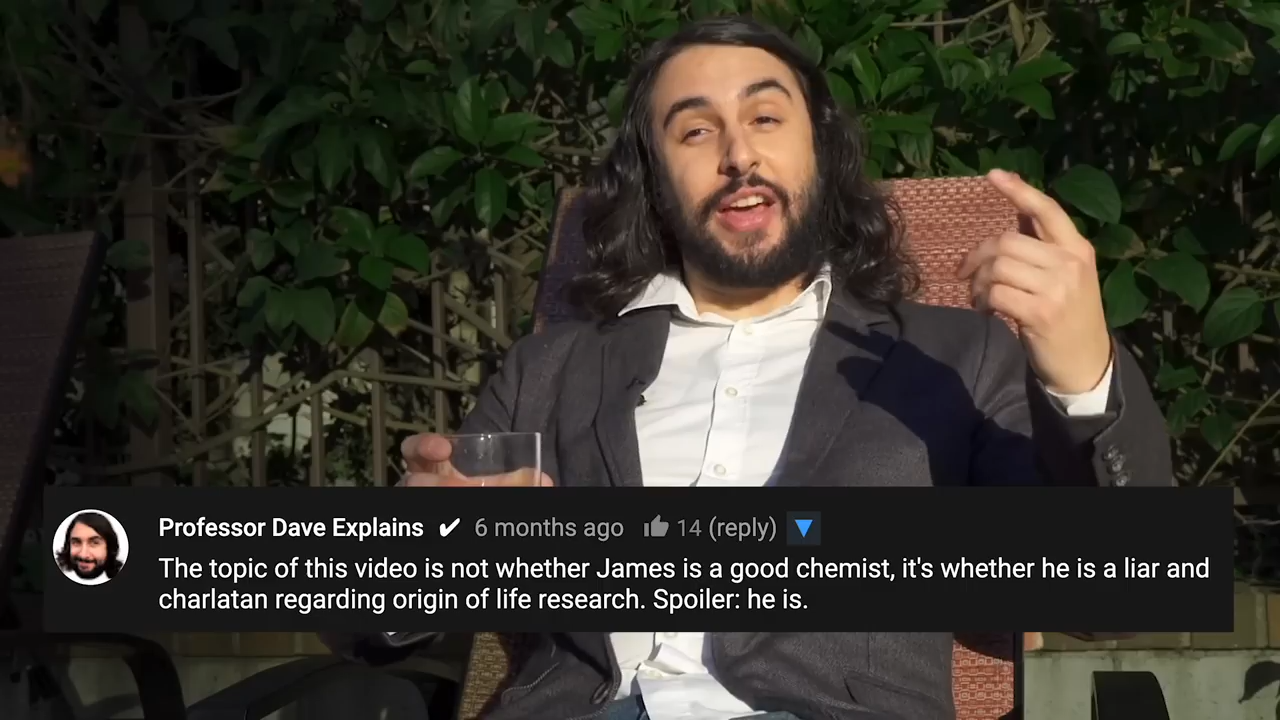 Professor Dave Explains ✔ 6 months ago 14 (reply) ▼
The topic of this video is not whether James is a good chemist, it's whether he is a liar and
charlatan regarding origin of life research. Spoiler: he is.